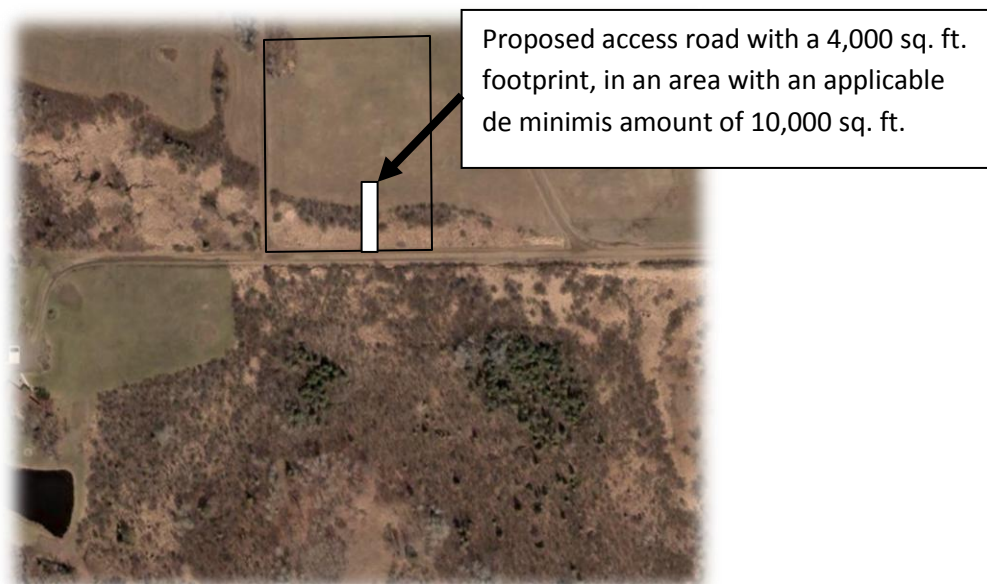 Proposed access road with a 4,000 sq. ft.
footprint, in an area with an applicable
de minimis amount of 10,000 sq. ft.